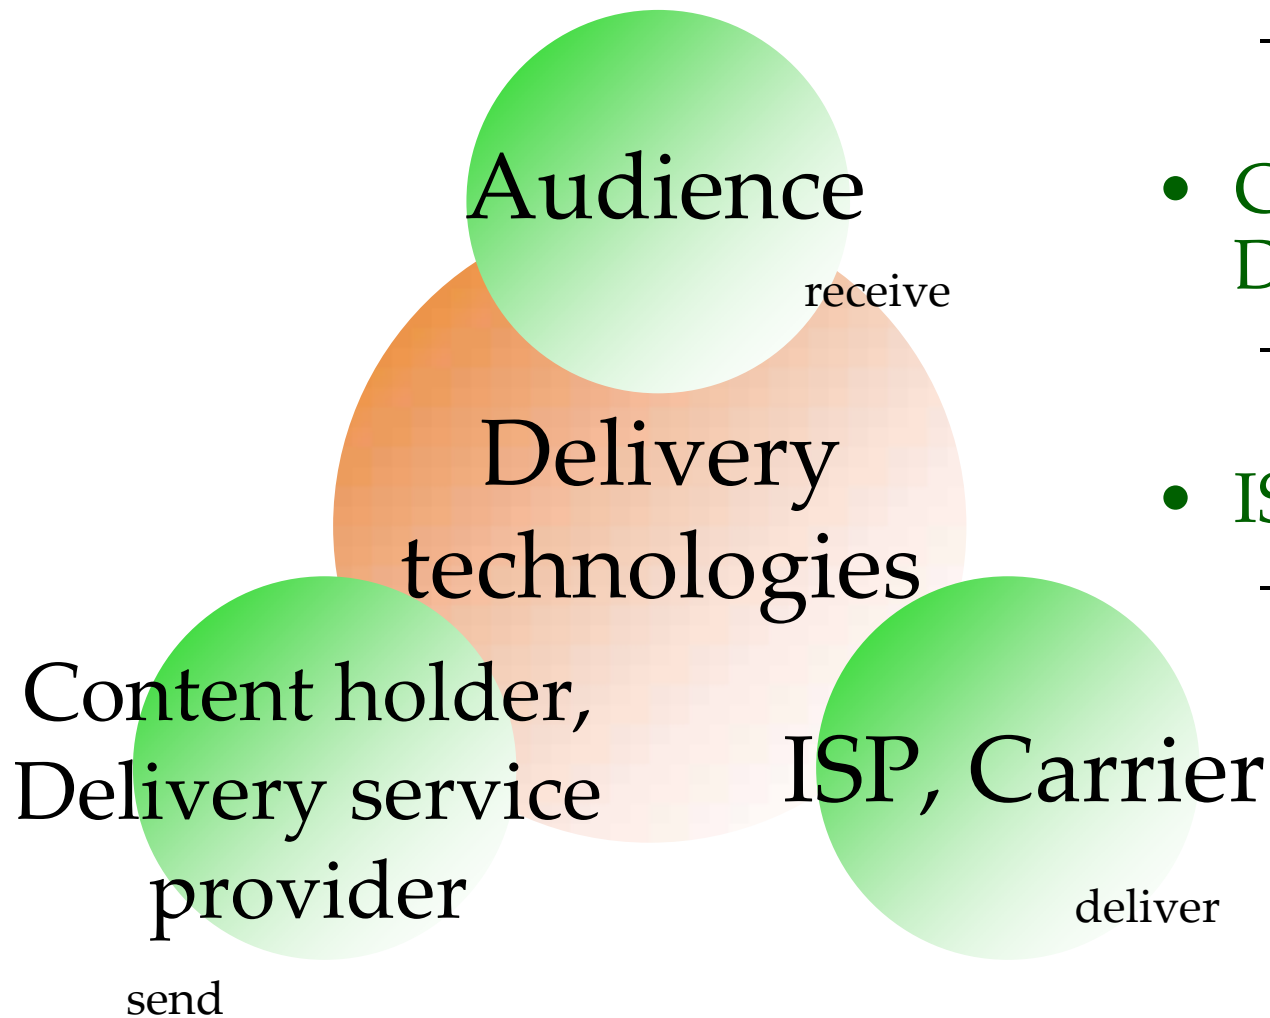 Audience
receive
Delivery
technologies
Content holder,
Delivery service
provider
send
ISP, Carrier
deliver